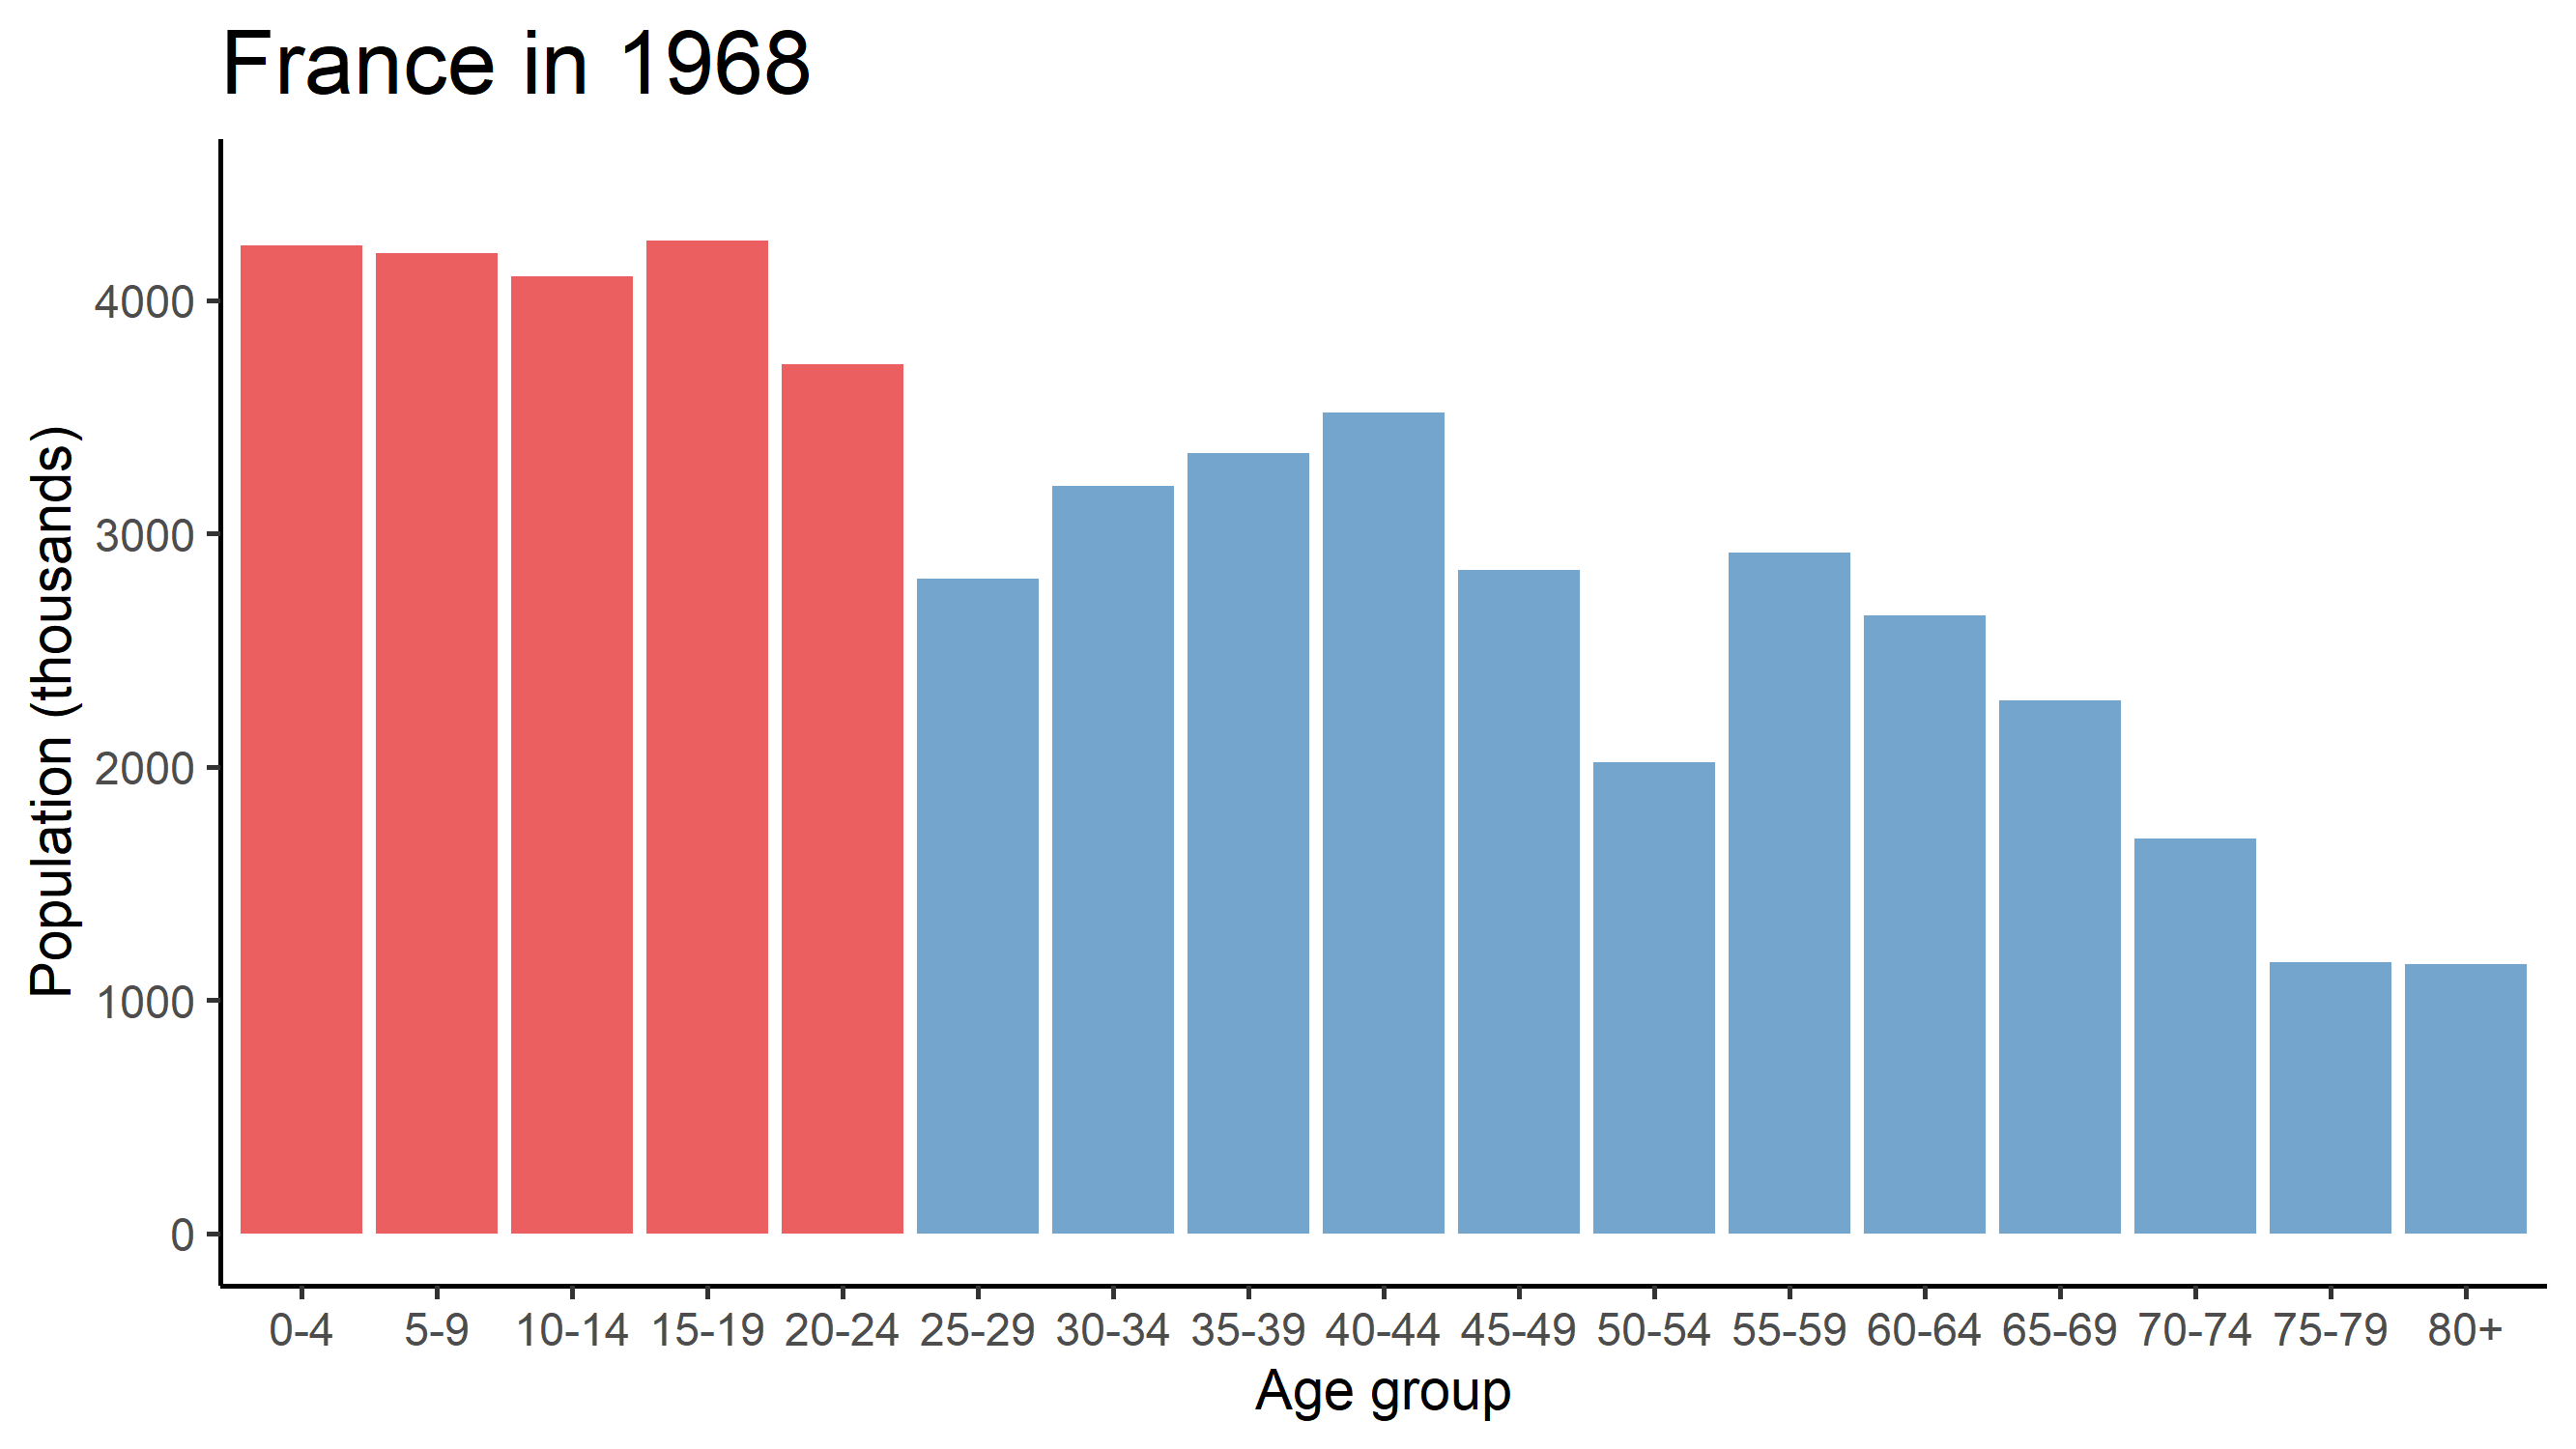 France in 1968
Population (thousands)
4000
3000
2000
1000
0
0-4 5-9 10-14 15-19 20-24 25-29 30-34 35-39 40-44 45-49 50-54 55-59 60-64 65-69 70-74 75-79 80+
Age group